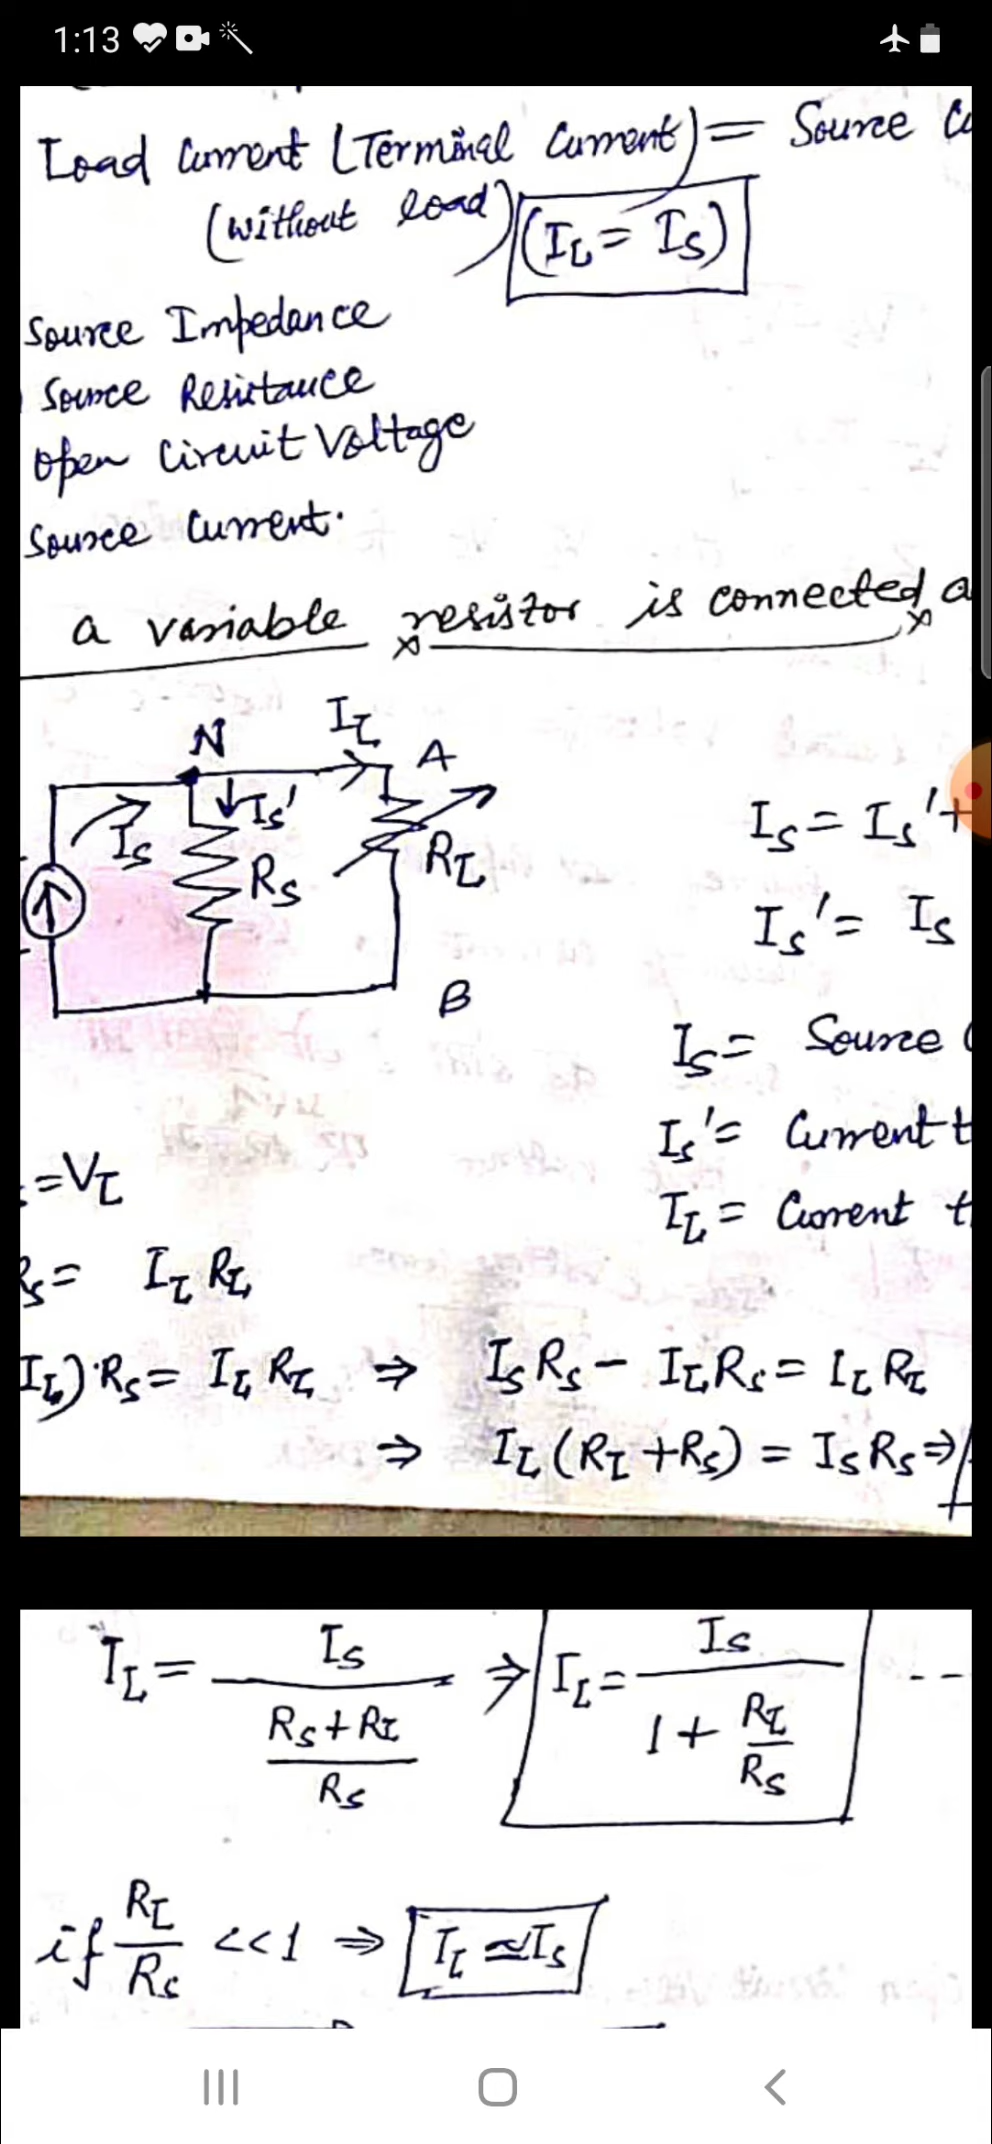 1:13
Load Current (Terminal Current) = Source
(without load) (IL = IS)
Source Impedance
Source Resistance
Open Circuit Voltage
Source Current.
a variable resistor is connected a
N IL A
IS IS' RS RL
B
IS = IS' +
IS' = IS
IS = Source
IS' = Current t
IL = Current t
= VL
RS = IL RL
IL)·RS = IL RL ⇒ IS RS - IL RS = IL RL
⇒ IL (RL + RS) = IS RS ⇒
IL = IS / ((RS + RL) / RS) ⇒ IL = IS / (1 + RL/RS) --
if RL/RS <<1 ⇒ IL ≃ IS